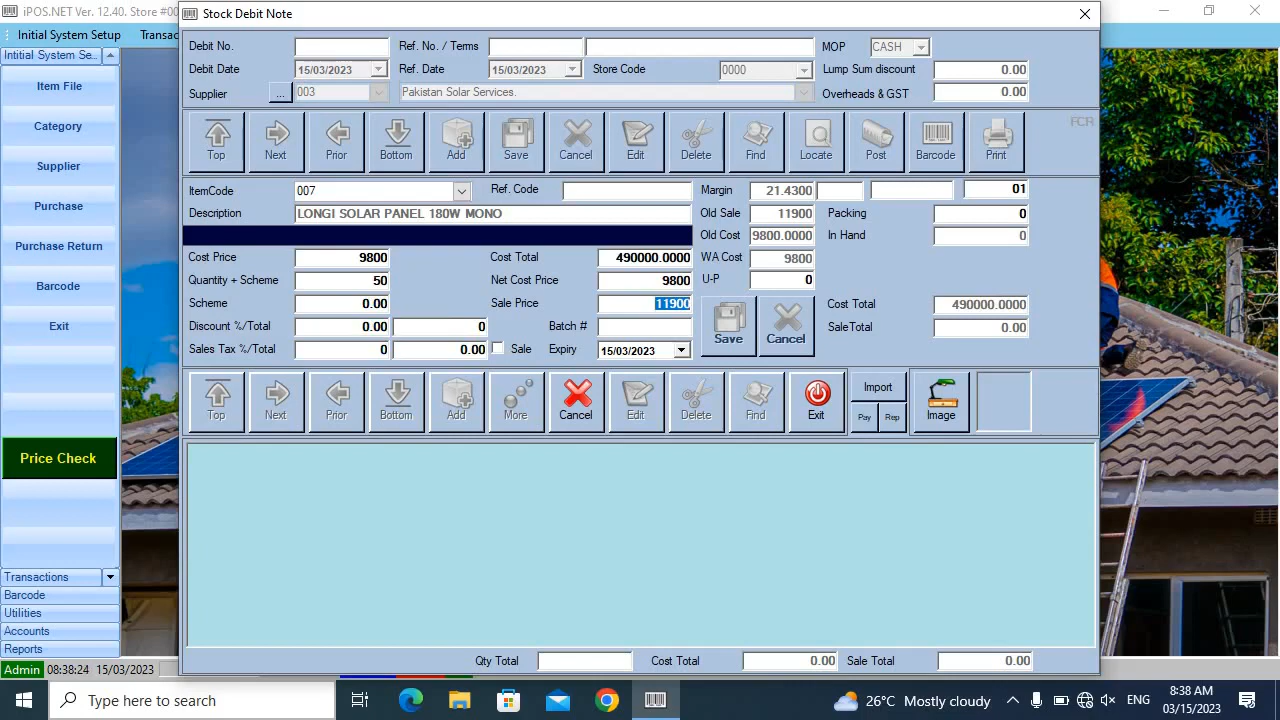 iPOS.NET Ver. 12.40. Store #00
Initial System Setup Transac
Intitial System Se...
Item File
Category
Supplier
Purchase
Purchase Return
Barcode
Exit
Price Check
Transactions
Barcode
Utilities
Accounts
Reports
Admin 08:38:24 15/03/2023
Stock Debit Note
Debit No. Ref. No. / Terms MOP CASH
Debit Date 15/03/2023 Ref. Date 15/03/2023 Store Code 0000 Lump Sum discount 0.00
Supplier ... 003 Pakistan Solar Services. Overheads & GST 0.00
Top Next Prior Bottom Add Save Cancel Edit Delete Find Locate Post Barcode Print FCR
ItemCode 007 Ref. Code Margin 21.4300 01
Description LONGI SOLAR PANEL 180W MONO Old Sale 11900 Packing 0
Old Cost 9800.0000 In Hand 0
Cost Price 9800 Cost Total 490000.0000 WA Cost 9800
Quantity + Scheme 50 Net Cost Price 9800 U-P 0
Scheme 0.00 Sale Price 11900 Cost Total 490000.0000
Discount %/Total 0.00 0 Batch # Save Cancel SaleTotal 0.00
Sales Tax %/Total 0 0.00 Sale Expiry 15/03/2023
Top Next Prior Bottom Add More Cancel Edit Delete Find Exit Import Pay Rep Image
Qty Total Cost Total 0.00 Sale Total 0.00
Type here to search 26°C Mostly cloudy ENG 8:38 AM
03/15/2023